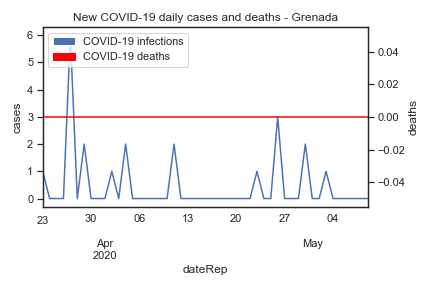 New COVID-19 daily cases and deaths - Grenada
COVID-19 infections
COVID-19 deaths
6
5
4
3
2
1
0
cases
0.04
0.02
0.00
−0.02
−0.04
deaths
23 30 06 13 20 27 04
Apr May
2020
dateRep